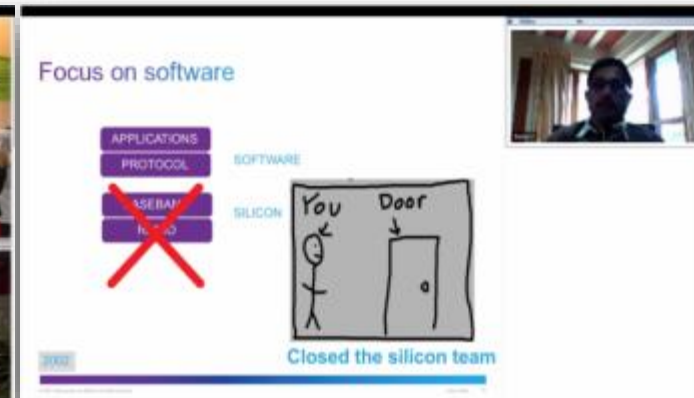 Focus on software
APPLICATIONS
PROTOCOL
SOFTWARE
SILICON
You
Door
2002
Closed the silicon team